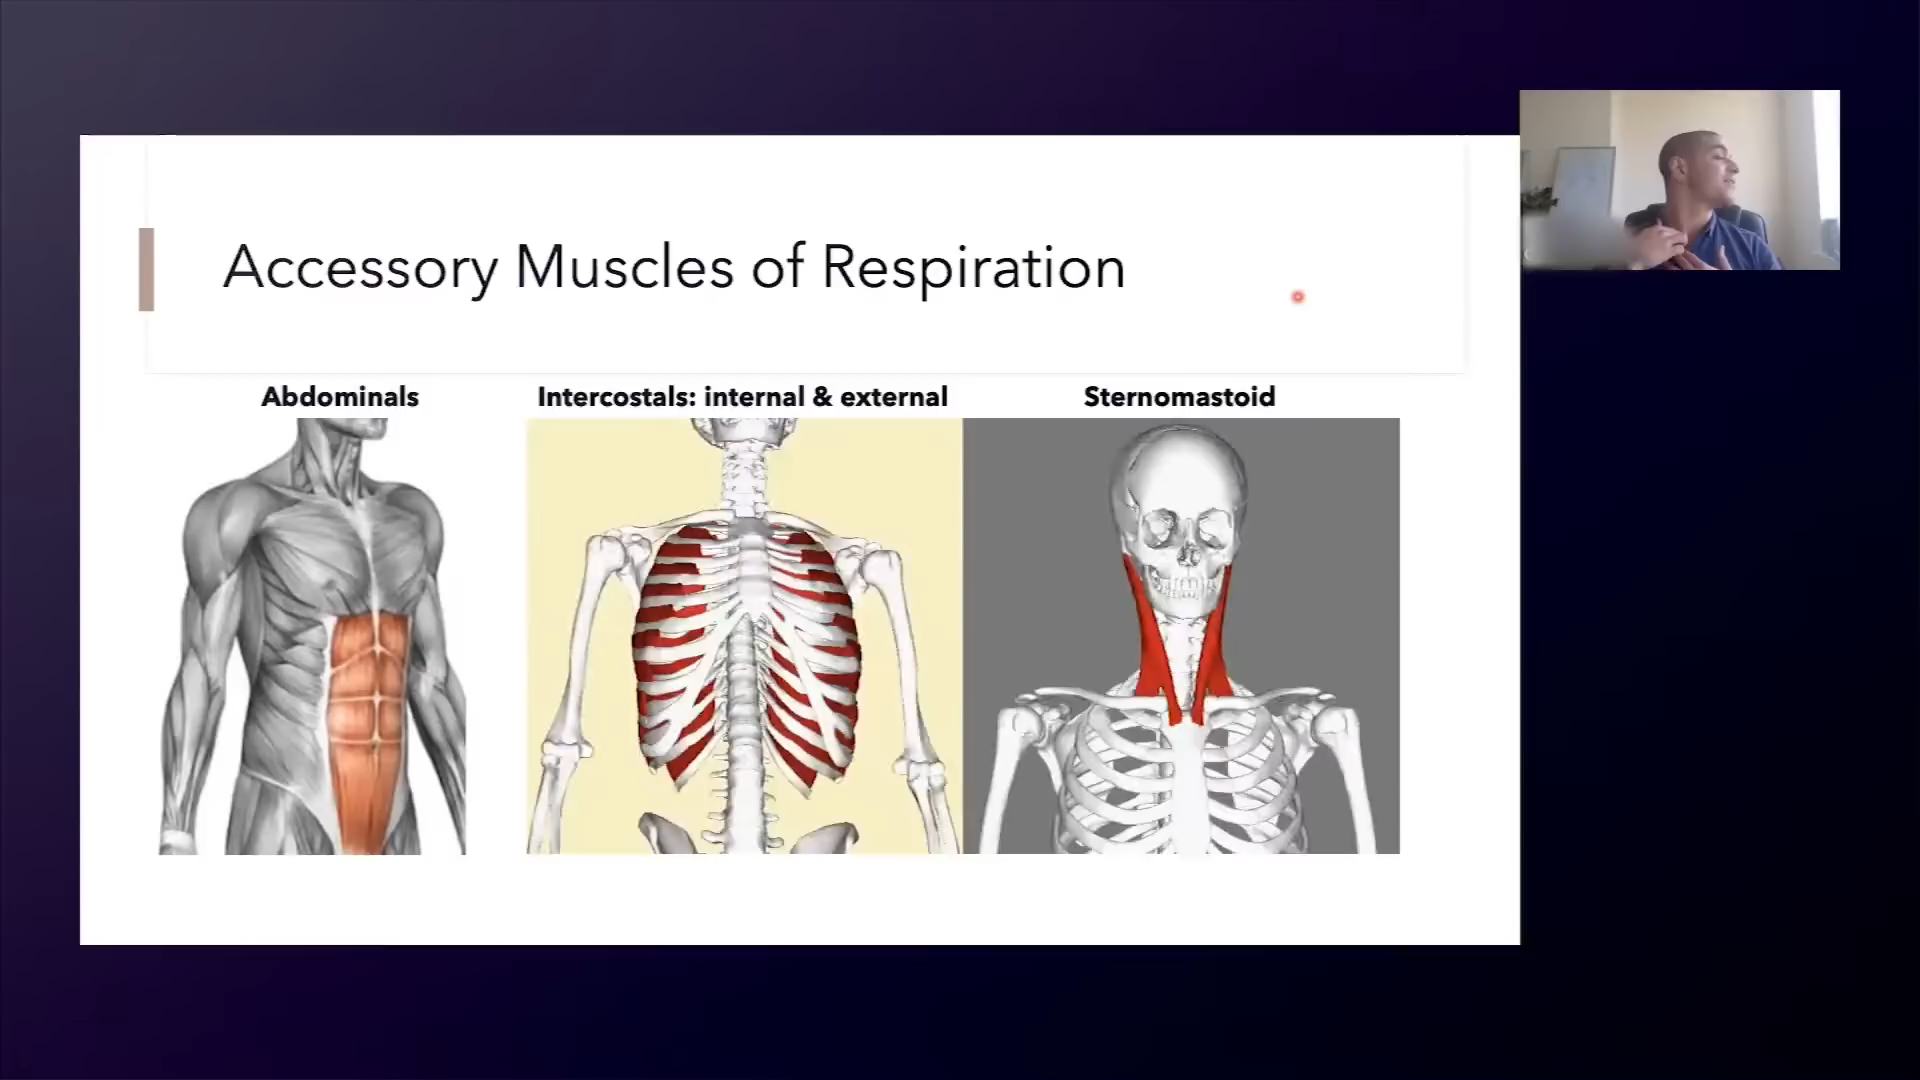 Accessory Muscles of Respiration
Abdominals
Intercostals: internal & external
Sternomastoid